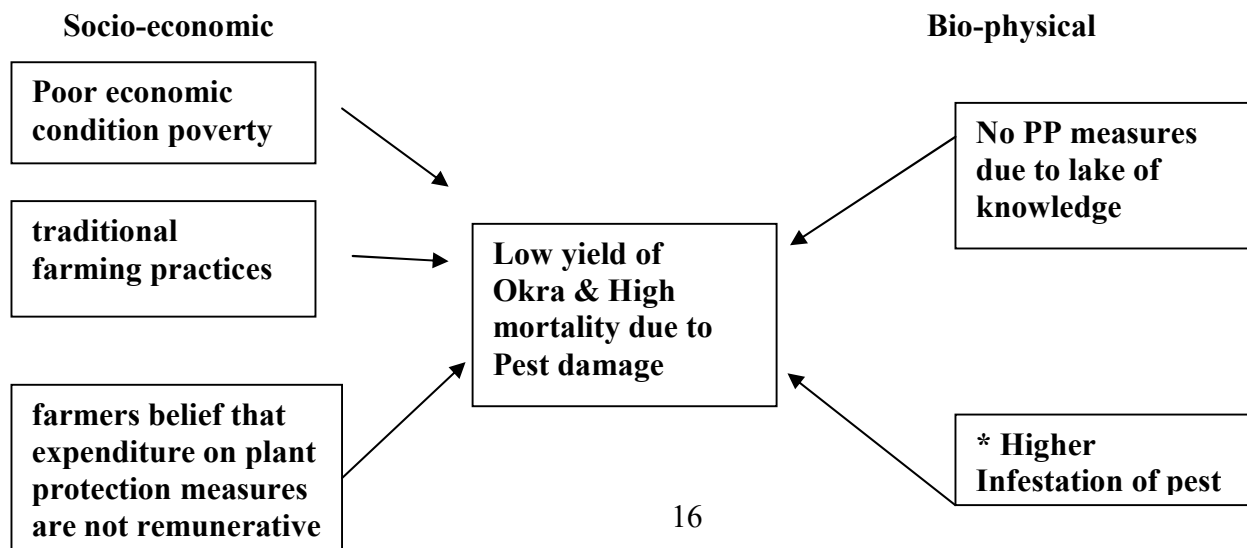 Socio-economic
Bio-physical
Poor economic
condition poverty
traditional
farming practices
farmers belief that
expenditure on plant
protection measures
are not remunerative
Low yield of
Okra & High
mortality due to
Pest damage
No PP measures
due to lake of
knowledge
* Higher
Infestation of pest
16